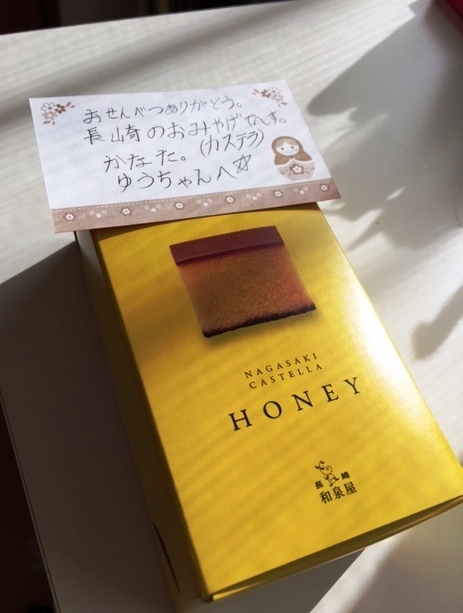 おせんべつありがとう。
長崎のおみやげです。
(カステラ)
かなた。
ゆうちゃんへ☆
NAGASAKI
CASTELLA
HONEY
長崎
和泉屋